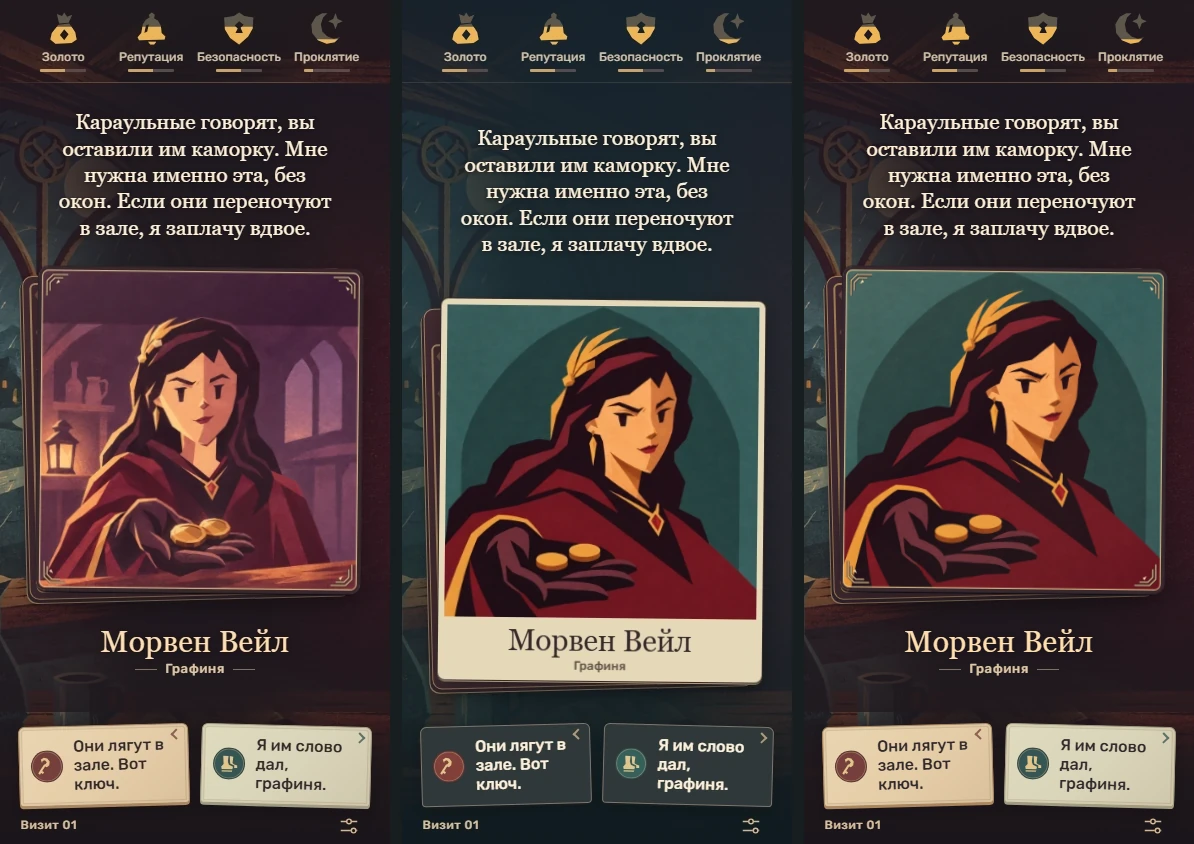 Золото Репутация Безопасность Проклятие
Караульные говорят, вы
оставили им каморку. Мне
нужна именно эта, без
окон. Если они переночуют
в зале, я заплачу вдвое.
Морвен Вейл
Графиня
Они лягут в
зале. Вот
ключ.
Я им слово
дал,
графиня.
Визит 01
Золото Репутация Безопасность Проклятие
Караульные говорят, вы
оставили им каморку. Мне
нужна именно эта, без
окон. Если они переночуют
в зале, я заплачу вдвое.
Морвен Вейл
Графиня
Они лягут в
зале. Вот
ключ.
Я им слово
дал,
графиня.
Визит 01
Золото Репутация Безопасность Проклятие
Караульные говорят, вы
оставили им каморку. Мне
нужна именно эта, без
окон. Если они переночуют
в зале, я заплачу вдвое.
Морвен Вейл
Графиня
Они лягут в
зале. Вот
ключ.
Я им слово
дал,
графиня.
Визит 01